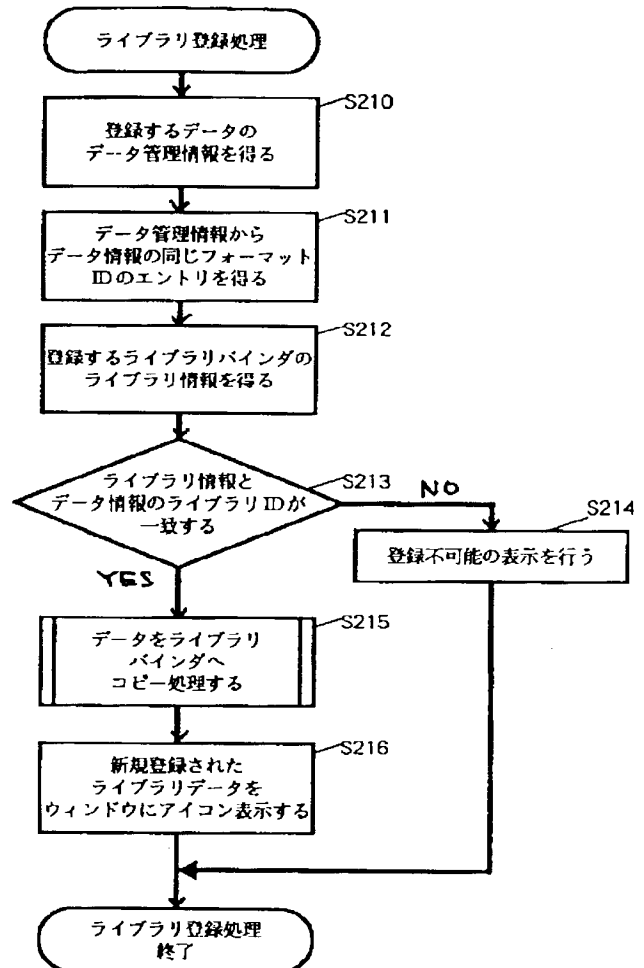 ライブラリ登録処理
S210
登録するデータの
データ管理情報を得る
S211
データ管理情報から
データ情報の同じフォーマット
IDのエントリを得る
S212
登録するライブラリバインダの
ライブラリ情報を得る
S213
ライブラリ情報と
データ情報のライブラリIDが
一致する
NO
S214
登録不可能の表示を行う
YES
S215
データをライブラリ
バインダへ
コピー処理する
S216
新規登録された
ライブラリデータを
ウィンドウにアイコン表示する
ライブラリ登録処理
終了